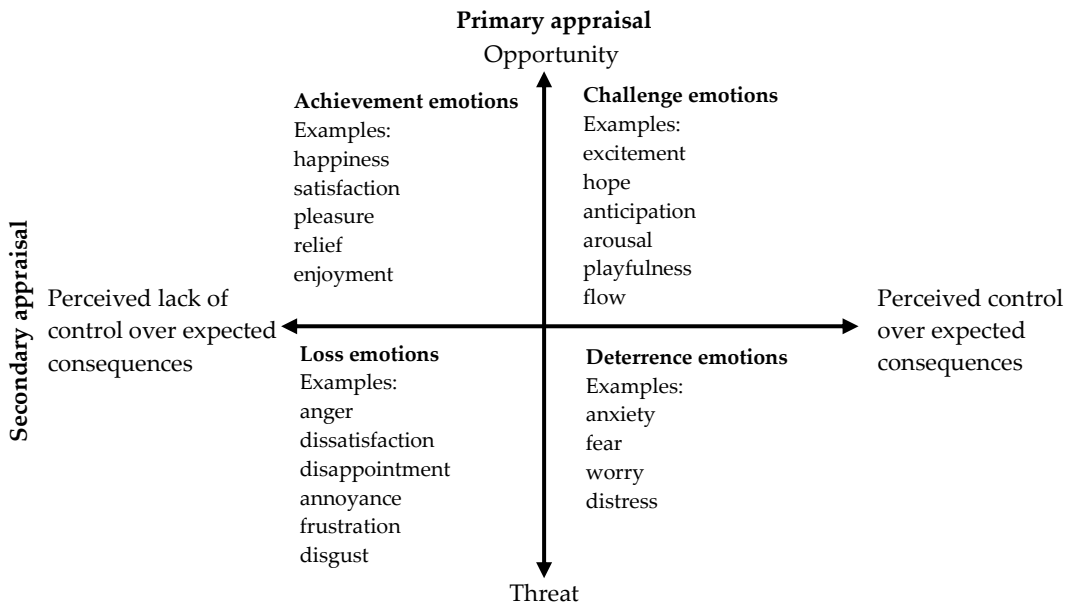 Primary appraisal
Opportunity
Achievement emotions
Examples:
happiness
satisfaction
pleasure
relief
enjoyment
Challenge emotions
Examples:
excitement
hope
anticipation
arousal
playfulness
flow
Secondary appraisal
Perceived lack of
control over expected
consequences
Perceived control
over expected
consequences
Loss emotions
Examples:
anger
dissatisfaction
disappointment
annoyance
frustration
disgust
Deterrence emotions
Examples:
anxiety
fear
worry
distress
Threat